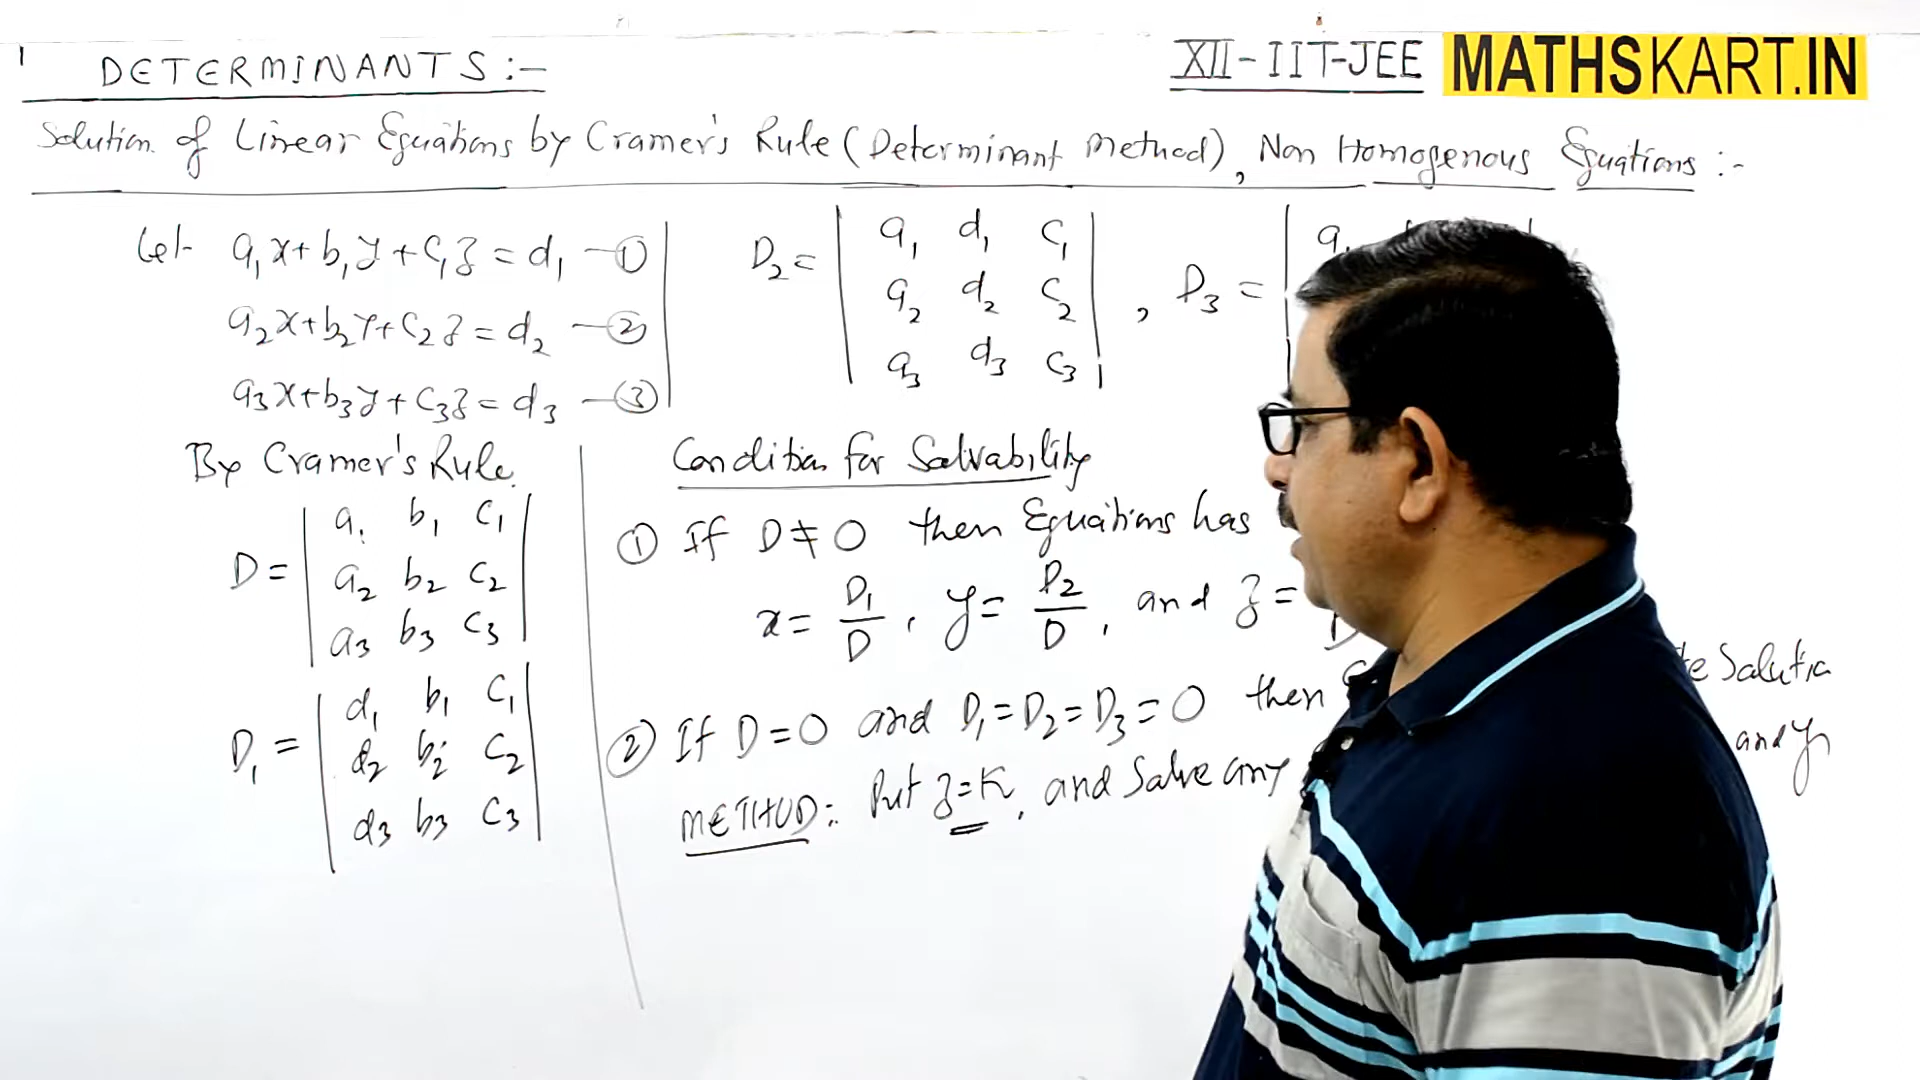 DETERMINANTS :-
XII - IIT-JEE MATHSKART.IN
Solution of Linear Equations by Cramer's Rule (Determinant Method), Non Homogenous Equations :-
Let a₁x + b₁y + c₁z = d₁ —①
a₂x + b₂y + c₂z = d₂ —②
a₃x + b₃y + c₃z = d₃ —③
D₂ = | a₁ d₁ c₁ |
| a₂ d₂ c₂ |
| a₃ d₃ c₃ |
, D₃ =
By Cramer's Rule
D = | a₁ b₁ c₁ |
| a₂ b₂ c₂ |
| a₃ b₃ c₃ |
D₁ = | d₁ b₁ c₁ |
| d₂ b₂ c₂ |
| d₃ b₃ c₃ |
Condition for Solvability
① If D ≠ 0 then Equations has
x = D₁/D , y = D₂/D , and z =
② If D = 0 and D₁ = D₂ = D₃ = 0 then Solutio
METHOD: Put z = K , and Solve any and y